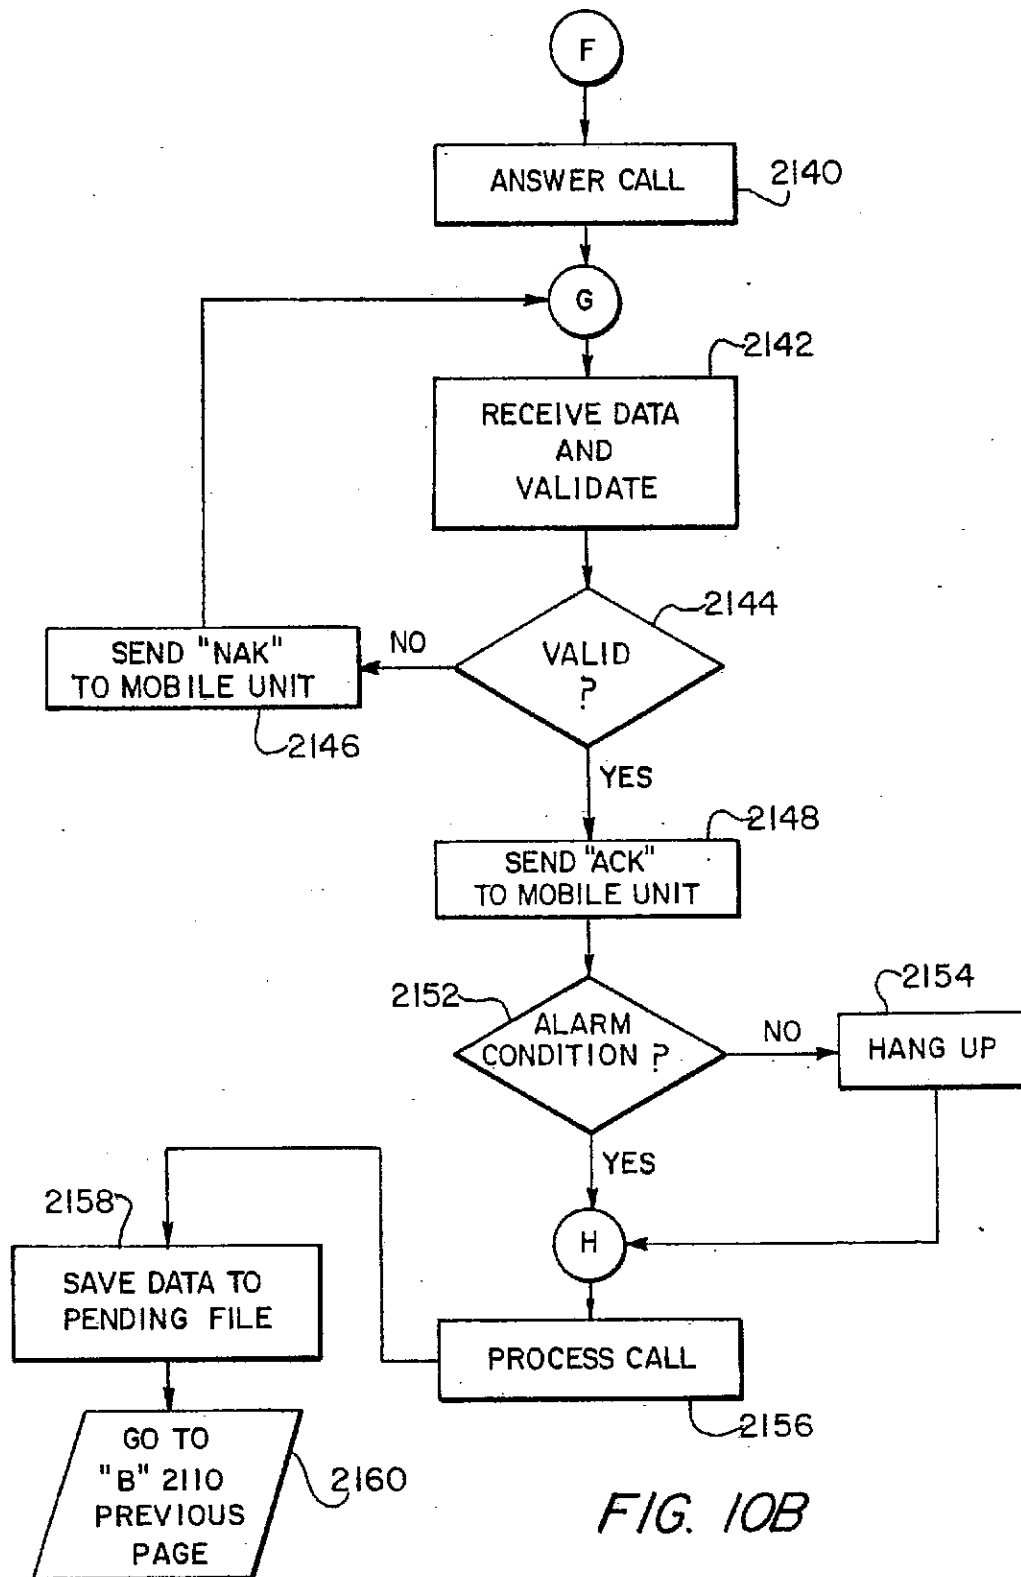 F
ANSWER CALL
2140
G
2142
RECEIVE DATA
AND
VALIDATE
2144
VALID
?
NO
SEND "NAK"
TO MOBILE UNIT
2146
YES
2148
SEND "ACK"
TO MOBILE UNIT
2152
ALARM
CONDITION ?
NO
2154
HANG UP
YES
H
2158
SAVE DATA TO
PENDING FILE
PROCESS CALL
2156
GO TO
"B" 2110
PREVIOUS
PAGE
2160
FIG. 10B